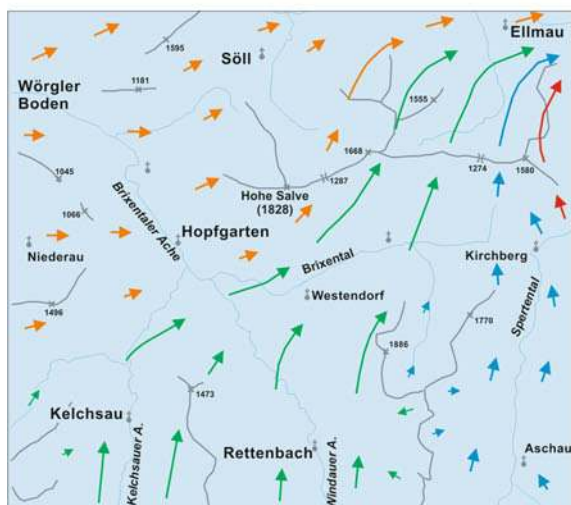 Ellmau
1595
Söll
1181
Wörgler
Boden
1555
1668
1045
1287
1274
1580
Hohe Salve
(1828)
1066
Brixentaler Ache
Hopfgarten
Niederau
Brixental
Kirchberg
Westendorf
Spertental
1496
1770
1886
1473
Kelchsau
Kelchsauer A.
Rettenbach
Windauer A.
Aschau